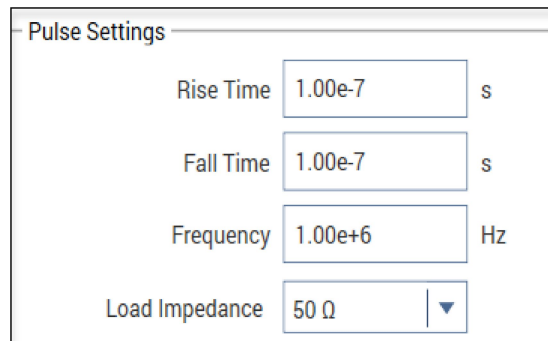 Pulse Settings
Rise Time 1.00e-7 s
Fall Time 1.00e-7 s
Frequency 1.00e+6 Hz
Load Impedance 50 Ω